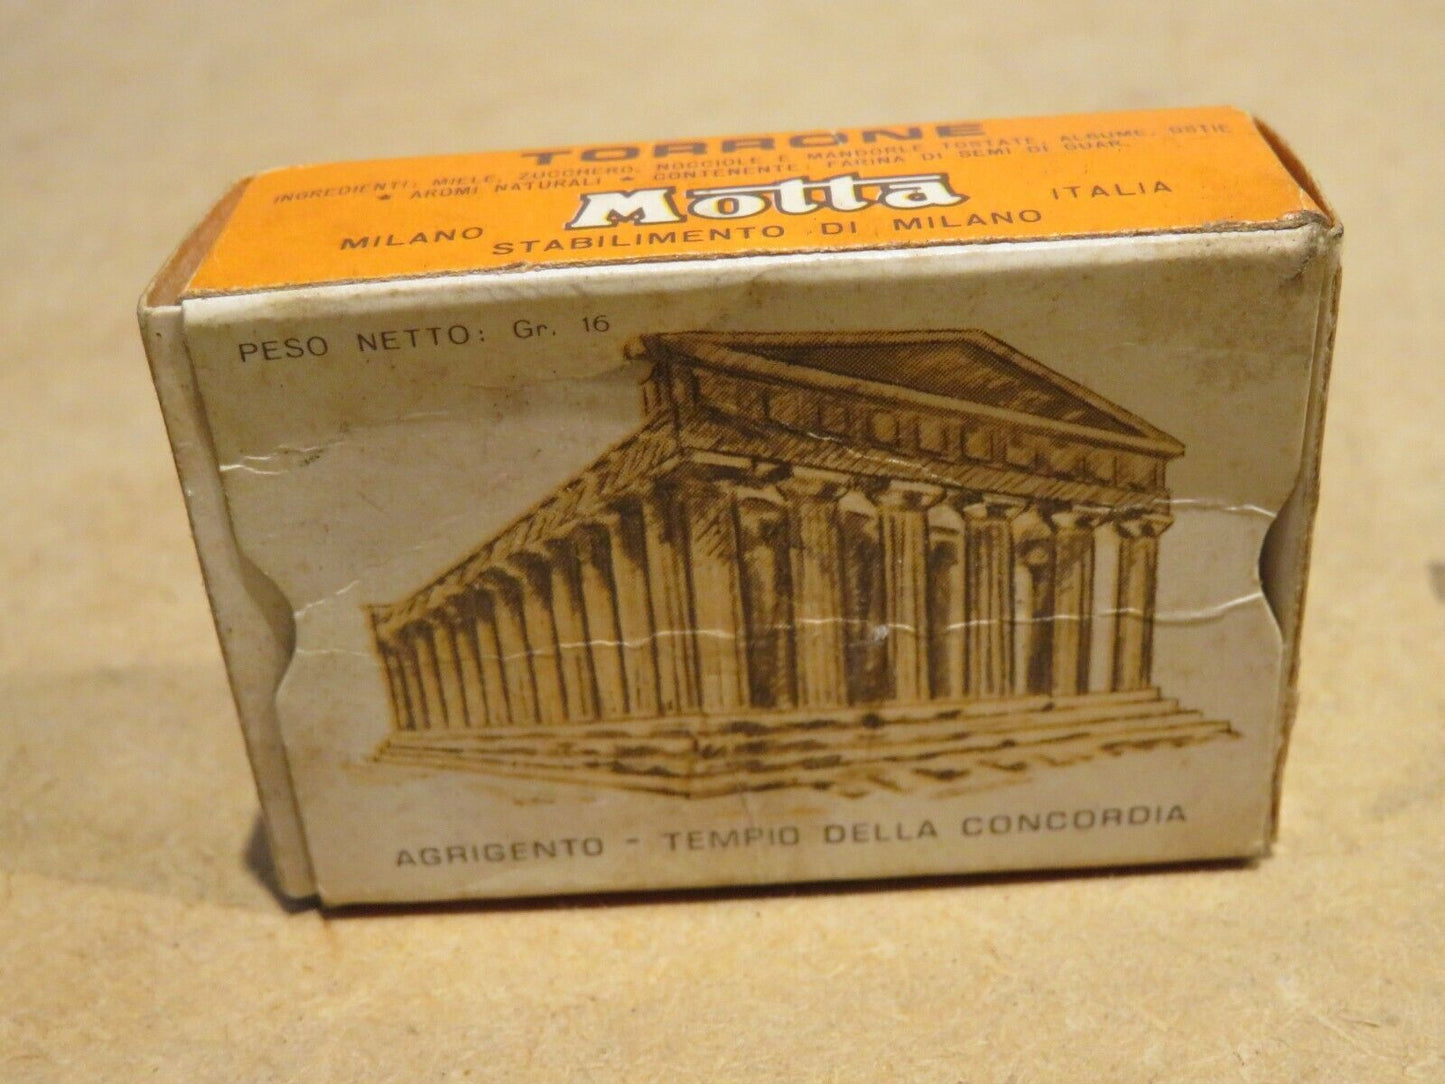 TORRONE
INGREDIENTI: MIELE, ZUCCHERO, NOCCIOLE E MANDORLE TOSTATE, ALBUME, OSTIE
* AROMI NATURALI * CONTENENTE: FARINA DI SEMI DI GUAR.
MILANO Motta ITALIA
STABILIMENTO DI MILANO
PESO NETTO: Gr. 16
AGRIGENTO - TEMPIO DELLA CONCORDIA